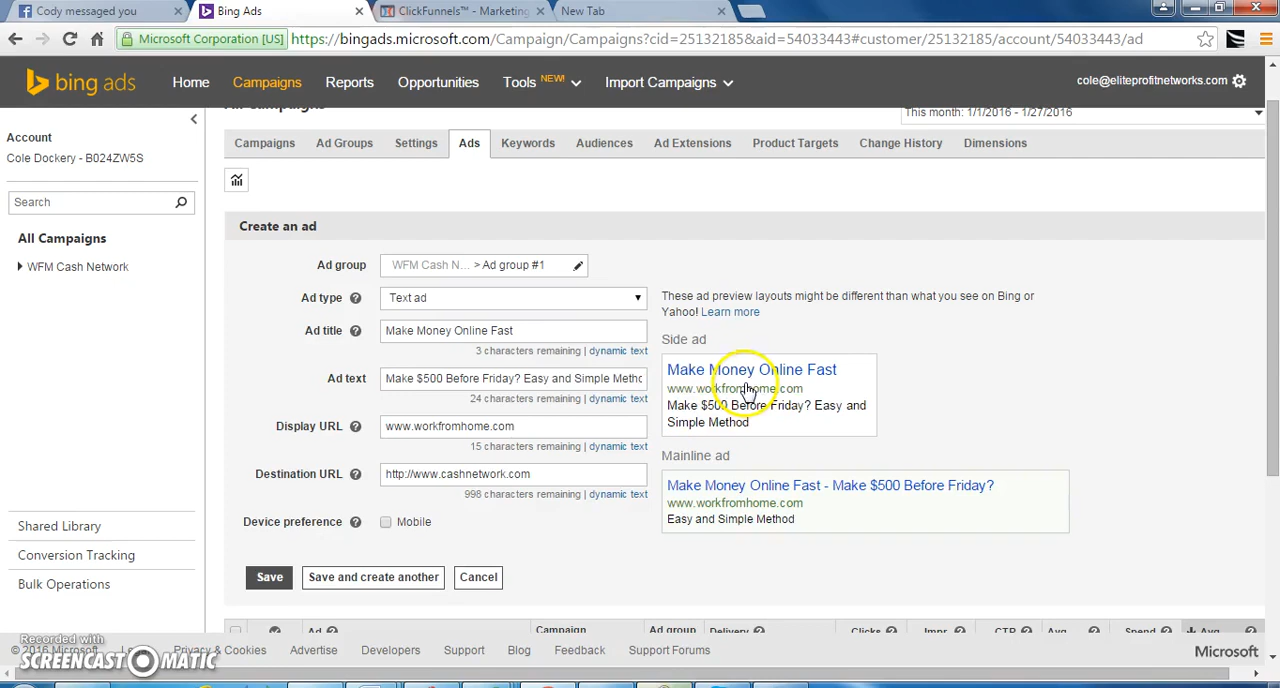 Cody messaged you
Bing Ads
ClickFunnels™ - Marketing
New Tab
Microsoft Corporation [US]
https://bingads.microsoft.com/Campaign/Campaigns?cid=25132185&aid=54033443#customer/25132185/account/54033443/ad
bing ads
Home
Campaigns
Reports
Opportunities
Tools NEW!
Import Campaigns
cole@eliteprofitnetworks.com
All Campaigns
This month: 1/1/2016 - 1/27/2016
Account
Cole Dockery - B024ZW5S
Campaigns
Ad Groups
Settings
Ads
Keywords
Audiences
Ad Extensions
Product Targets
Change History
Dimensions
Search
All Campaigns
WFM Cash Network
Create an ad
Ad group
WFM Cash N... > Ad group #1
Ad type
Text ad
These ad preview layouts might be different than what you see on Bing or
Yahoo! Learn more
Ad title
Make Money Online Fast
3 characters remaining | dynamic text
Side ad
Make Money Online Fast
www.workfromhome.com
Make $500 Before Friday? Easy and
Simple Method
Ad text
Make $500 Before Friday? Easy and Simple Metho
24 characters remaining | dynamic text
Display URL
www.workfromhome.com
15 characters remaining | dynamic text
Mainline ad
Make Money Online Fast - Make $500 Before Friday?
www.workfromhome.com
Easy and Simple Method
Destination URL
http://www.cashnetwork.com
998 characters remaining | dynamic text
Device preference
Mobile
Shared Library
Conversion Tracking
Bulk Operations
Save
Save and create another
Cancel
Ad
Campaign
Ad group
Delivery
Clicks
Impr.
CTR
Avg.
Spend
Avg.
Recorded with
SCREENCAST-O-MATIC
© 2016 Microsoft
Privacy & Cookies
Advertise
Developers
Support
Blog
Feedback
Support Forums
Microsoft